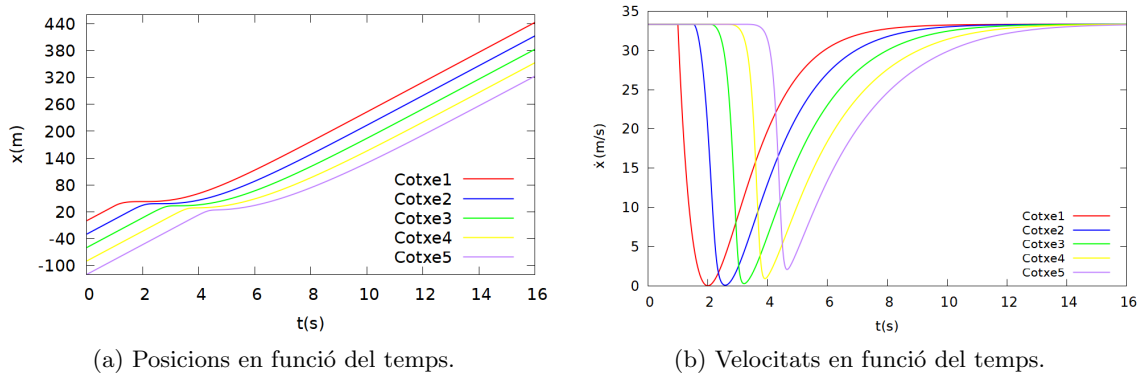 x(m)
440
380
320
260
200
140
80
20
-40
-100
0 2 4 6 8 10 12 14 16
t(s)
Cotxe1
Cotxe2
Cotxe3
Cotxe4
Cotxe5
(a) Posicions en funció del temps.
ẋ (m/s)
35
30
25
20
15
10
5
0
0 2 4 6 8 10 12 14 16
t(s)
Cotxe1
Cotxe2
Cotxe3
Cotxe4
Cotxe5
(b) Velocitats en funció del temps.